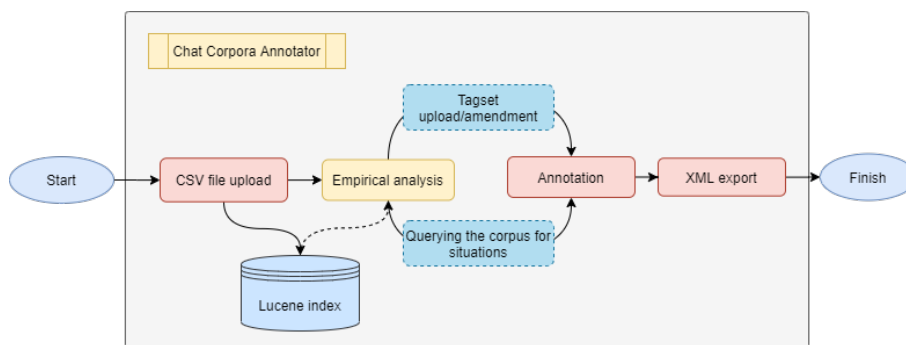 Chat Corpora Annotator
Tagset
upload/amendment
Start
CSV file upload
Empirical analysis
Annotation
XML export
Finish
Querying the corpus for
situations
Lucene index